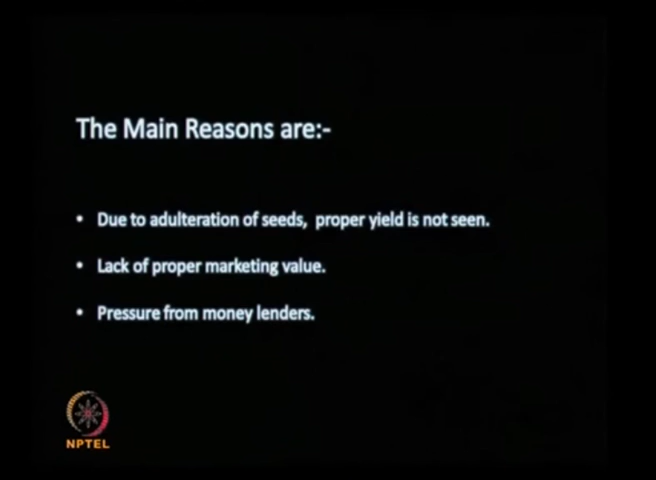 The Main Reasons are:-
• Due to adulteration of seeds, proper yield is not seen.
• Lack of proper marketing value.
• Pressure from money lenders.
NPTEL